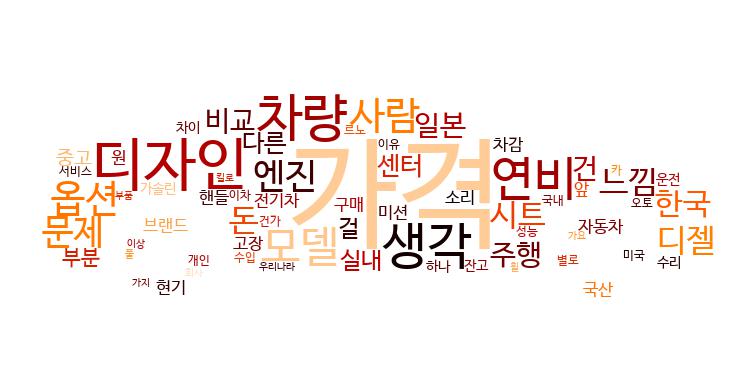 가격
디자인
차량
생각
연비
모델
사람
엔진
옵션
문제
디젤
한국
느낌
시트
주행
돈
일본
비교
다른
센터
건
실내
부분
걸
중고
원
서비스
차이
르노
이유
차감
소리
미션
구매
전기차
핸들
이차
킬로
가솔린
부품
브랜드
건가
고장
수입
우리나라
개인
이상
물
가지
현기
회사
하나
잔고
휠
성능
국내
오토
앞
카
운전
자동차
가요
별로
미국
수리
국산